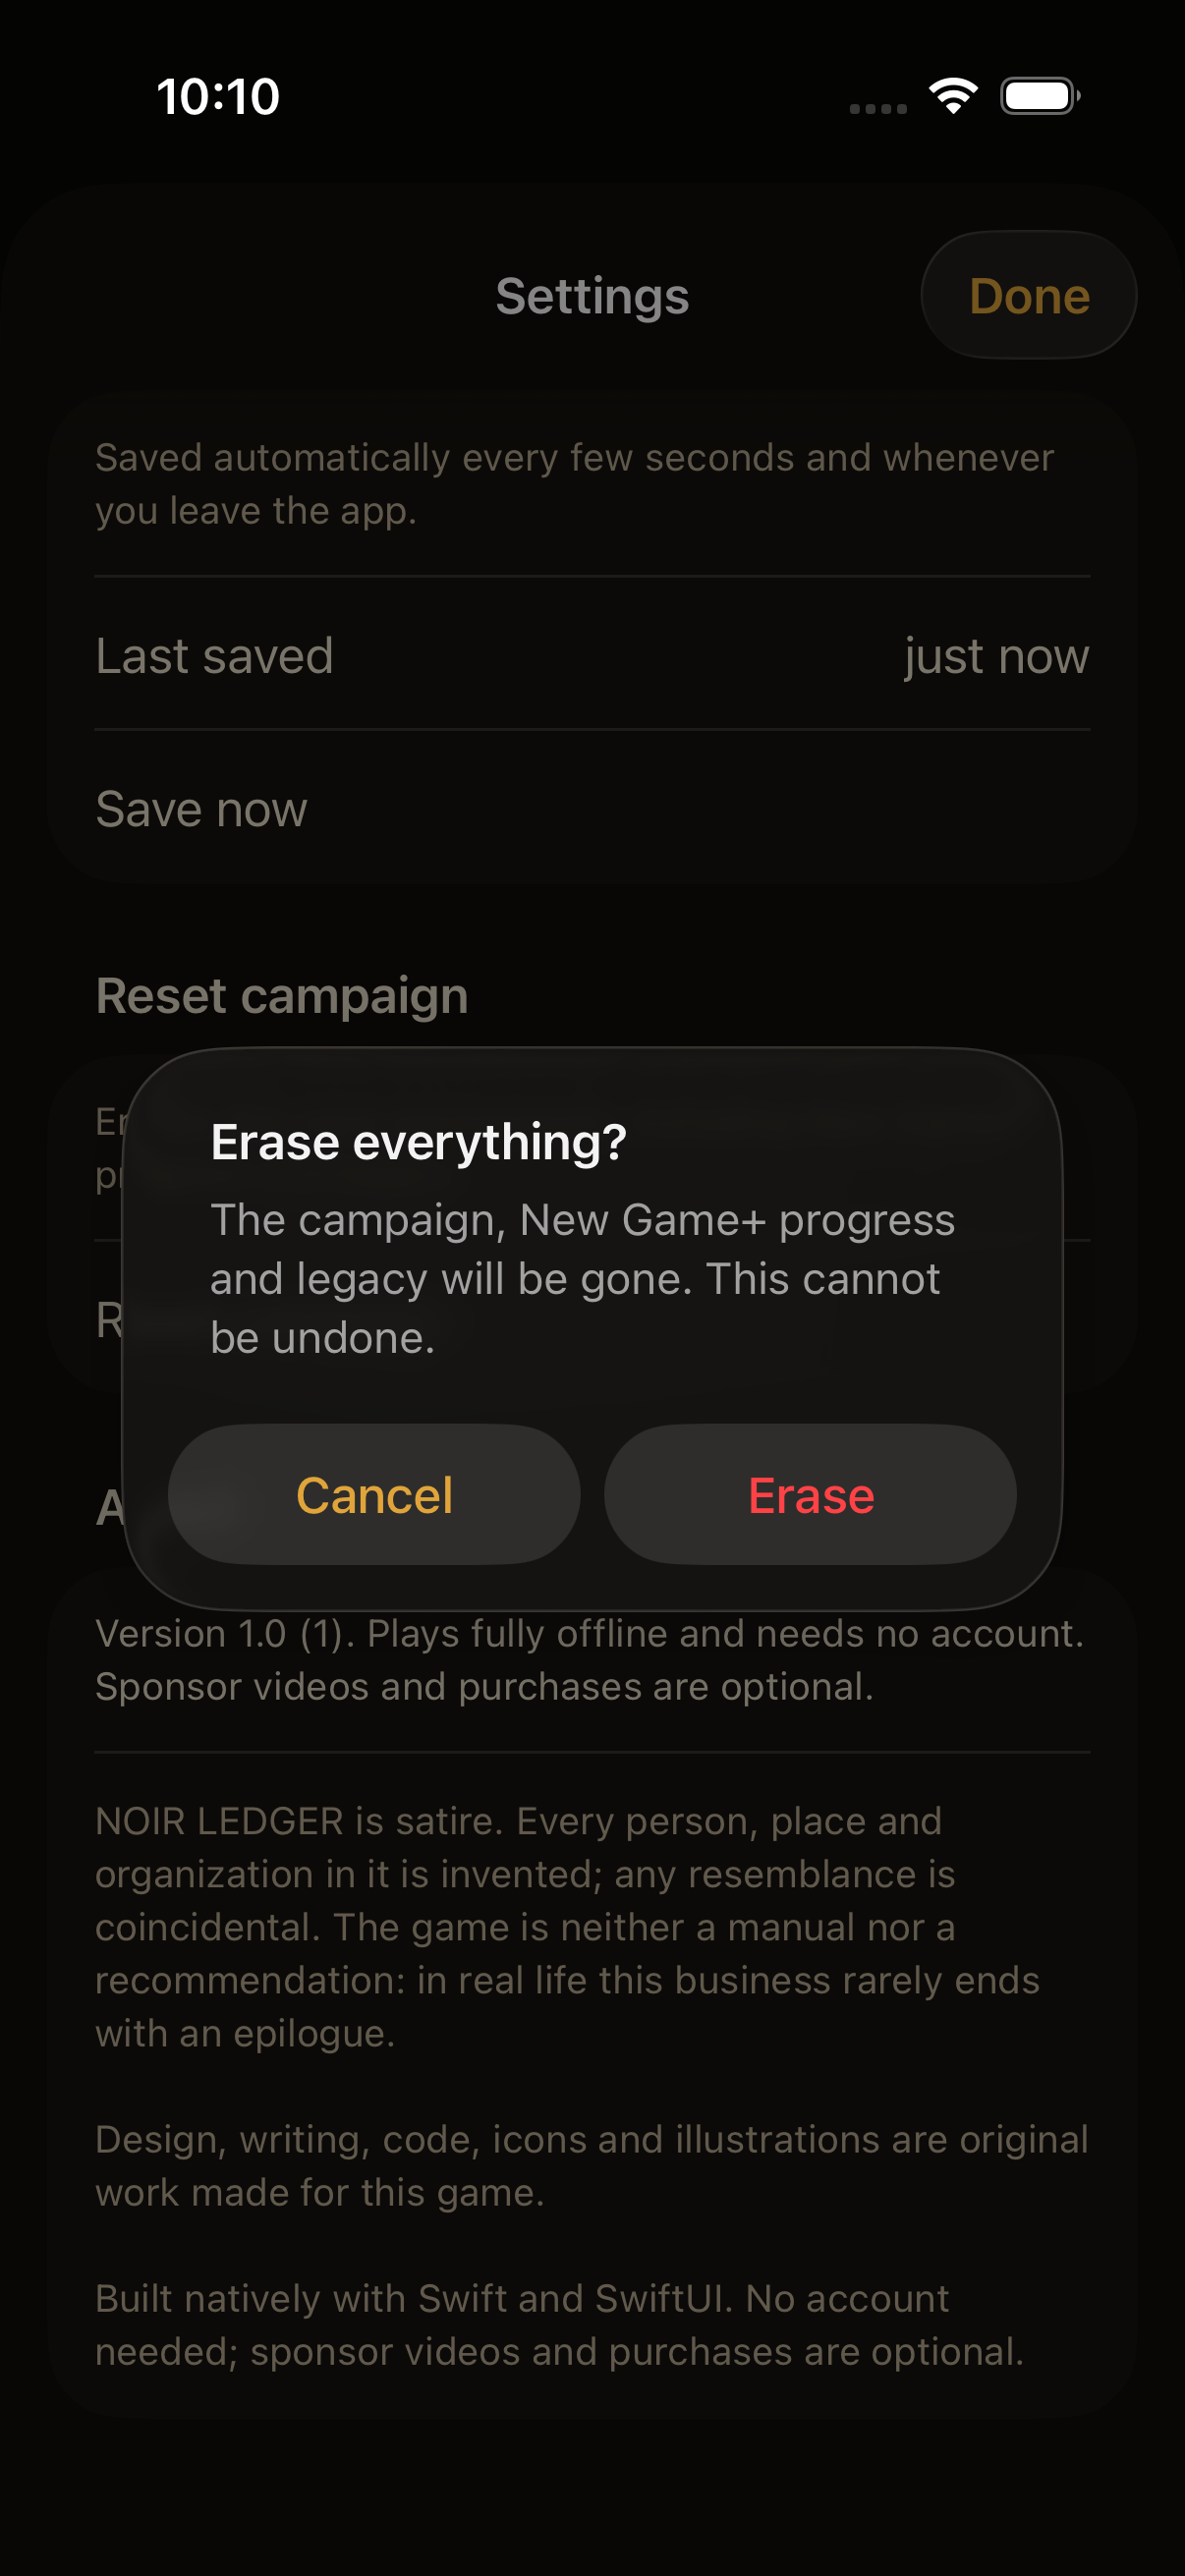 10:10
Settings
Done
Saved automatically every few seconds and whenever
you leave the app.
Last saved
just now
Save now
Reset campaign
Erase everything?
The campaign, New Game+ progress
and legacy will be gone. This cannot
be undone.
Cancel
Erase
Version 1.0 (1). Plays fully offline and needs no account.
Sponsor videos and purchases are optional.
NOIR LEDGER is satire. Every person, place and
organization in it is invented; any resemblance is
coincidental. The game is neither a manual nor a
recommendation: in real life this business rarely ends
with an epilogue.
Design, writing, code, icons and illustrations are original
work made for this game.
Built natively with Swift and SwiftUI. No account
needed; sponsor videos and purchases are optional.